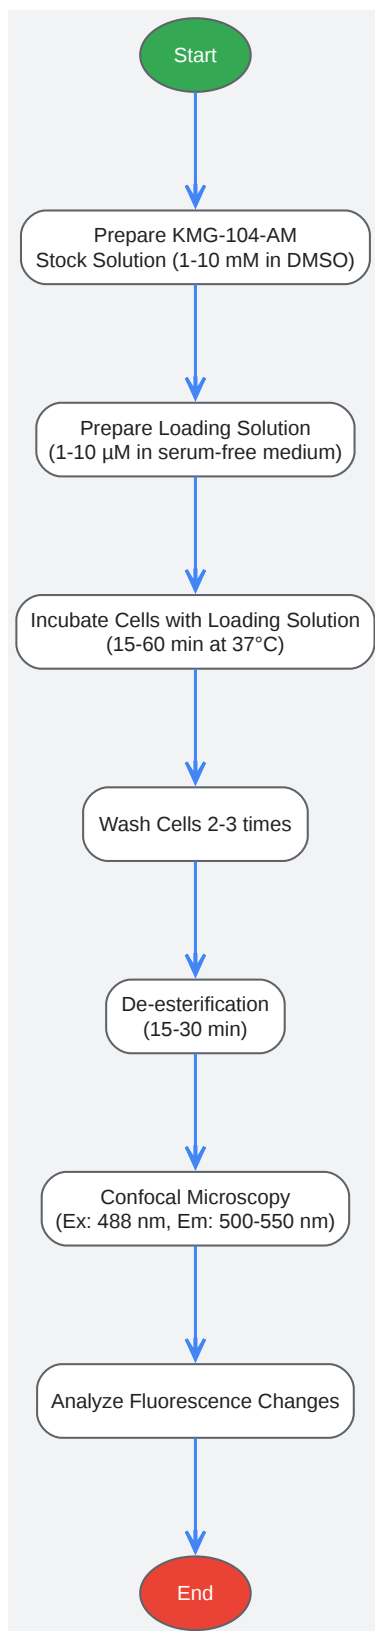 Start
Prepare KMG-104-AM
Stock Solution (1-10 mM in DMSO)
Prepare Loading Solution
(1-10 µM in serum-free medium)
Incubate Cells with Loading Solution
(15-60 min at 37°C)
Wash Cells 2-3 times
De-esterification
(15-30 min)
Confocal Microscopy
(Ex: 488 nm, Em: 500-550 nm)
Analyze Fluorescence Changes
End